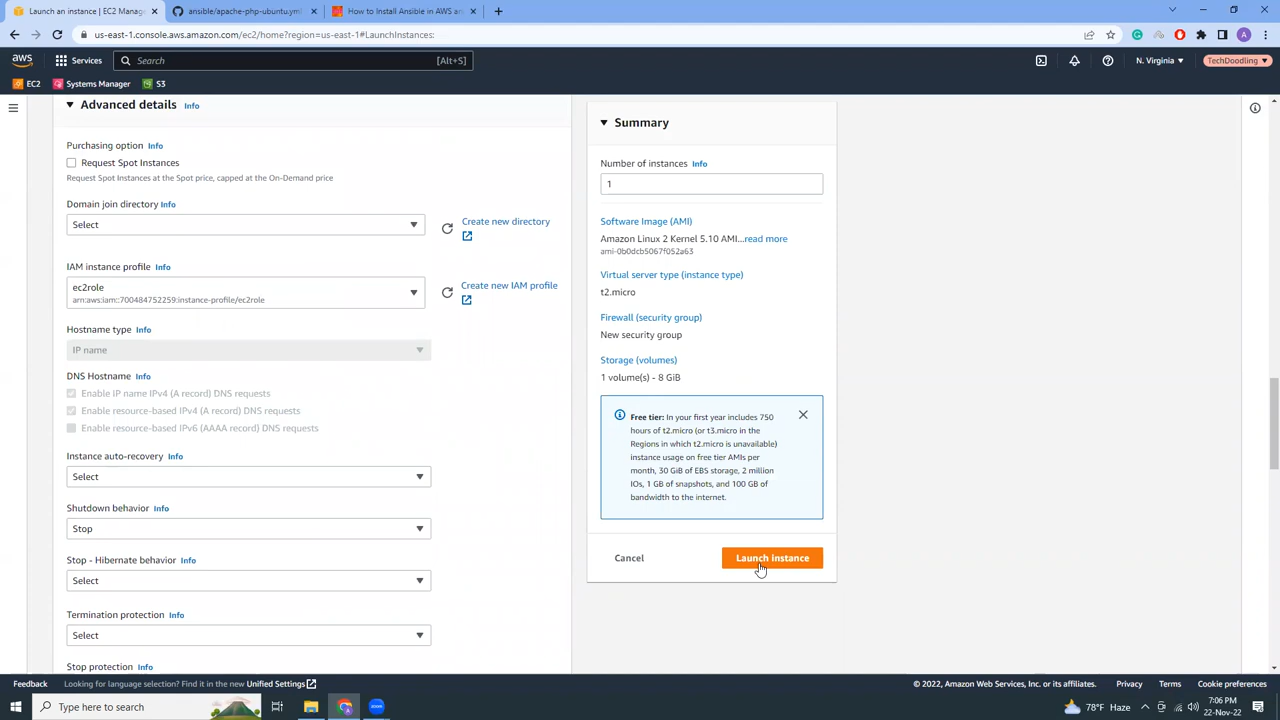 Launch an instance | EC2 Manag
ansible/apache-php-ubuntu.yml
How to Install Ansible in AWS an
us-east-1.console.aws.amazon.com/ec2/home?region=us-east-1#LaunchInstances:
A
aws
Services
Search
[Alt+S]
N. Virginia
TechDoodling
EC2
Systems Manager
S3
Advanced details Info
Purchasing option Info
Request Spot Instances
Request Spot Instances at the Spot price, capped at the On-Demand price
Domain join directory Info
Select
Create new directory
IAM instance profile Info
ec2role
arn:aws:iam::700484752259:instance-profile/ec2role
Create new IAM profile
Hostname type Info
IP name
DNS Hostname Info
Enable IP name IPv4 (A record) DNS requests
Enable resource-based IPv4 (A record) DNS requests
Enable resource-based IPv6 (AAAA record) DNS requests
Instance auto-recovery Info
Select
Shutdown behavior Info
Stop
Stop - Hibernate behavior Info
Select
Termination protection Info
Select
Stop protection Info
Summary
Number of instances Info
1
Software Image (AMI)
Amazon Linux 2 Kernel 5.10 AMI...read more
ami-0b0dcb5067f052a63
Virtual server type (instance type)
t2.micro
Firewall (security group)
New security group
Storage (volumes)
1 volume(s) - 8 GiB
Free tier: In your first year includes 750
hours of t2.micro (or t3.micro in the
Regions in which t2.micro is unavailable)
instance usage on free tier AMIs per
month, 30 GiB of EBS storage, 2 million
IOs, 1 GB of snapshots, and 100 GB of
bandwidth to the internet.
Cancel
Launch instance
Feedback
Looking for language selection? Find it in the new Unified Settings
© 2022, Amazon Web Services, Inc. or its affiliates.
Privacy
Terms
Cookie preferences
Type here to search
78°F Haze
7:06 PM
22-Nov-22